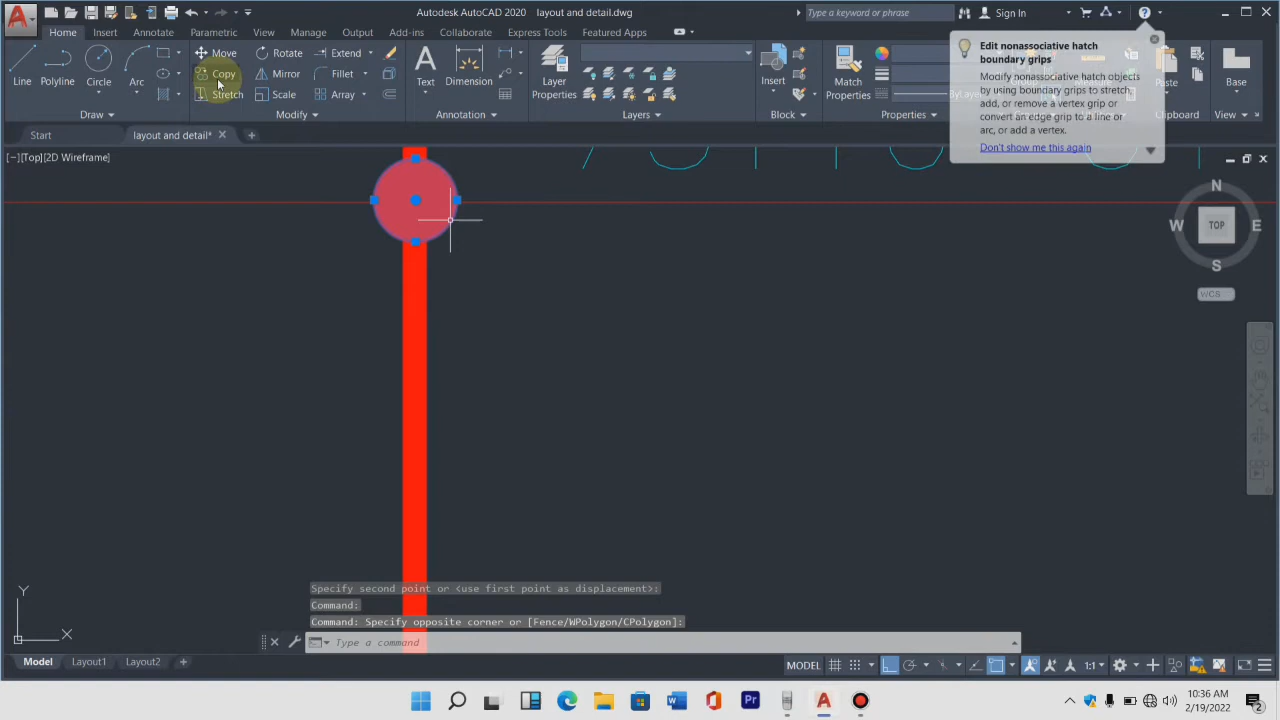 Autodesk AutoCAD 2020 layout and detail.dwg
Type a keyword or phrase
Sign In
Home Insert Annotate Parametric View Manage Output Add-ins Collaborate Express Tools Featured Apps
Line
Polyline
Circle
Arc
Move
Copy
Stretch
Rotate
Mirror
Scale
Extend
Fillet
Array
Text
Dimension
Layer
Properties
Insert
Match
Properties
ByLayer
Paste
Base
Draw
Modify
Annotation
Layers
Block
Properties
Clipboard
View
Edit nonassociative hatch
boundary grips
Modify nonassociative hatch objects
by using boundary grips to stretch,
add, or remove a vertex grip or
convert an edge grip to a line or
arc, or add a vertex.
Don't show me this again
Start
layout and detail*
[−][Top][2D Wireframe]
N
W
TOP
E
S
WCS
Y
X
Specify second point or <use first point as displacement>:
Command:
Command: Specify opposite corner or [Fence/WPolygon/CPolygon]:
Type a command
Model Layout1 Layout2
MODEL
1:1
10:36 AM
2/19/2022